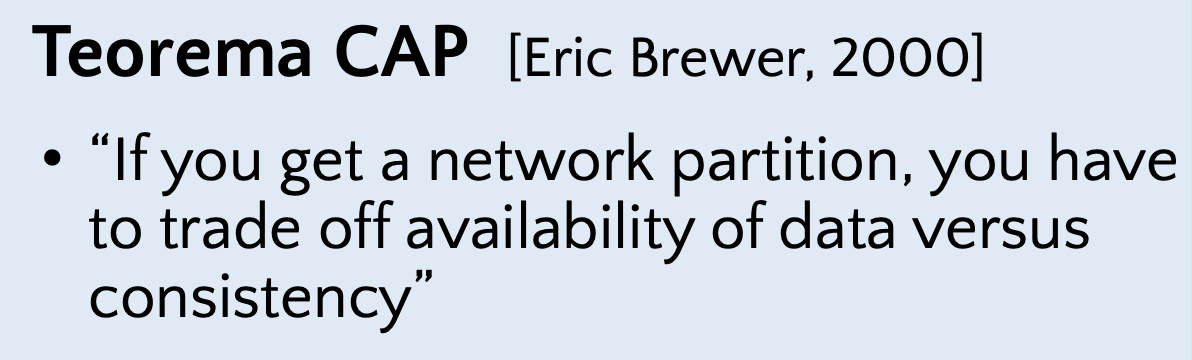 Teorema CAP [Eric Brewer, 2000]
• “If you get a network partition, you have
to trade off availability of data versus
consistency”